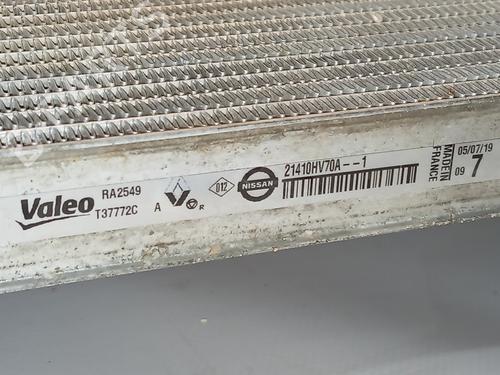 Valeo
RA2549
T37772C
A
R
012
NISSAN
21410HV70A--1
MADE IN
FRANCE
05/07/19
09 7